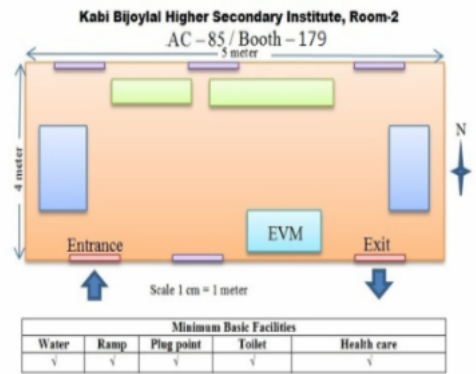 Kabi Bijoylal Higher Secondary Institute, Room-2
AC – 85 / Booth – 179
5 meter
4 meter
N
EVM
Entrance
Exit
Scale 1 cm = 1 meter
Minimum Basic Facilities
Water Ramp Plug point Toilet Health care
√ √ √ √ √